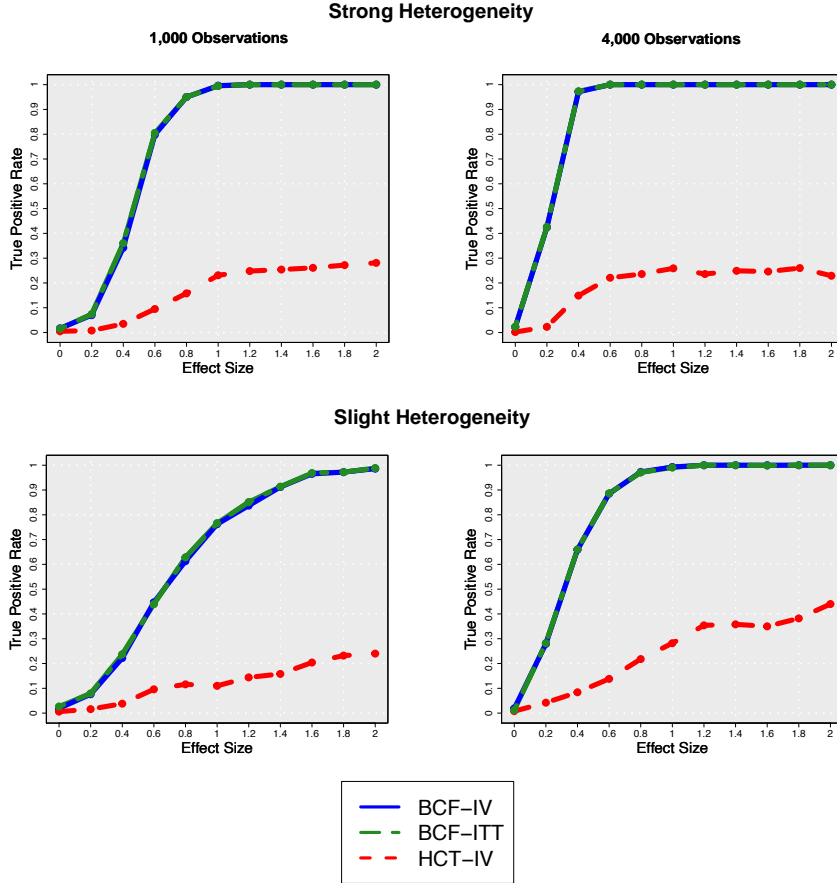 Strong Heterogeneity
1,000 Observations
4,000 Observations
True Positive Rate
0 0.1 0.2 0.3 0.4 0.5 0.6 0.7 0.8 0.9 1
0 0.2 0.4 0.6 0.8 1 1.2 1.4 1.6 1.8 2
Effect Size
True Positive Rate
0 0.1 0.2 0.3 0.4 0.5 0.6 0.7 0.8 0.9 1
0 0.2 0.4 0.6 0.8 1 1.2 1.4 1.6 1.8 2
Effect Size
Slight Heterogeneity
True Positive Rate
0 0.1 0.2 0.3 0.4 0.5 0.6 0.7 0.8 0.9 1
0 0.2 0.4 0.6 0.8 1 1.2 1.4 1.6 1.8 2
Effect Size
True Positive Rate
0 0.1 0.2 0.3 0.4 0.5 0.6 0.7 0.8 0.9 1
0 0.2 0.4 0.6 0.8 1 1.2 1.4 1.6 1.8 2
Effect Size
BCF−IV
BCF−ITT
HCT−IV